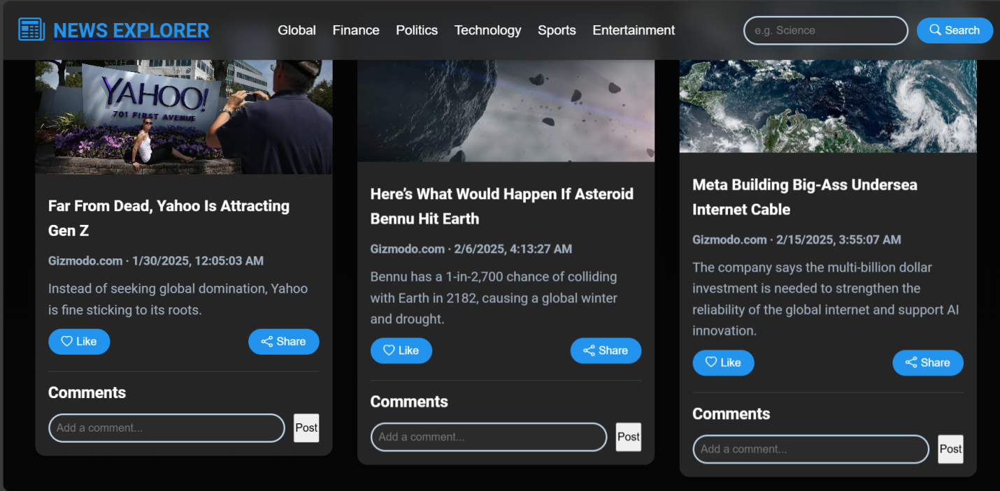 NEWS EXPLORER
Global Finance Politics Technology Sports Entertainment
e.g. Science
Search
YAHOO!
701 FIRST AVENUE
Far From Dead, Yahoo Is Attracting
Gen Z
Gizmodo.com · 1/30/2025, 12:05:03 AM
Instead of seeking global domination, Yahoo
is fine sticking to its roots.
Like
Share
Comments
Add a comment...
Post
Here’s What Would Happen If Asteroid
Bennu Hit Earth
Gizmodo.com · 2/6/2025, 4:13:27 AM
Bennu has a 1-in-2,700 chance of colliding
with Earth in 2182, causing a global winter
and drought.
Like
Share
Comments
Add a comment...
Post
Meta Building Big-Ass Undersea
Internet Cable
Gizmodo.com · 2/15/2025, 3:55:07 AM
The company says the multi-billion dollar
investment is needed to strengthen the
reliability of the global internet and support AI
innovation.
Like
Share
Comments
Add a comment...
Post